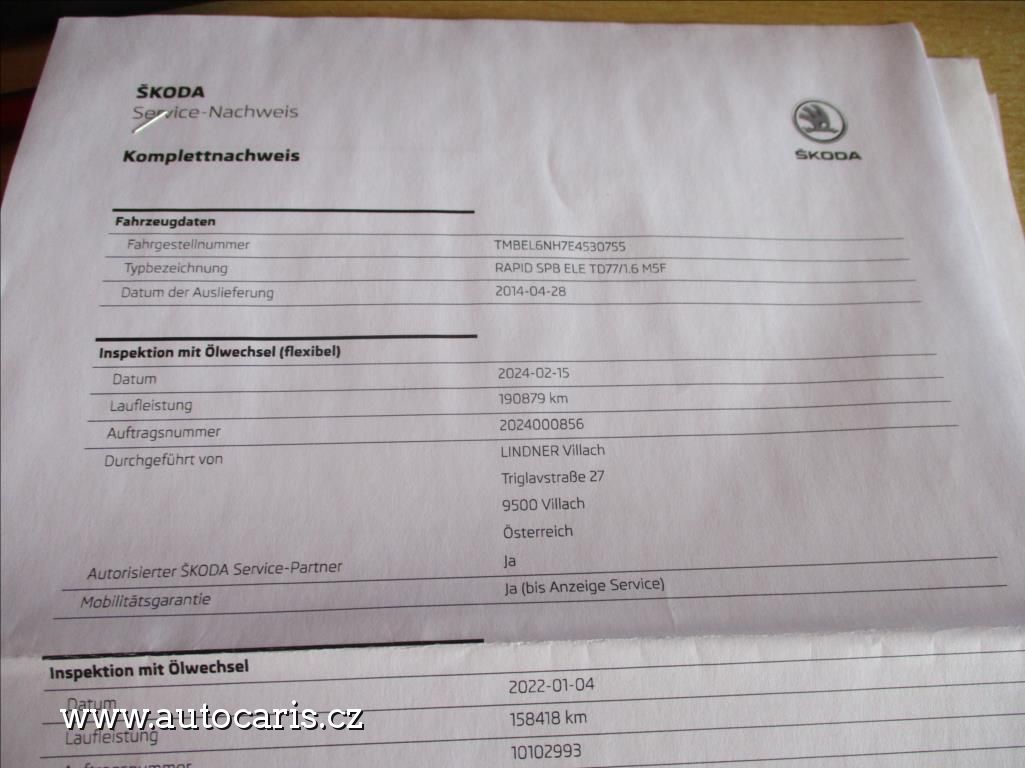 ŠKODA
Service-Nachweis
ŠKODA
Komplettnachweis
Fahrzeugdaten
Fahrgestellnummer TMBEL6NH7E4530755
Typbezeichnung RAPID SPB ELE TD77/1.6 M5F
Datum der Auslieferung 2014-04-28
Inspektion mit Ölwechsel (flexibel)
Datum 2024-02-15
Laufleistung 190879 km
Auftragsnummer 2024000856
Durchgeführt von LINDNER Villach
Triglavstraße 27
9500 Villach
Österreich
Autorisierter ŠKODA Service-Partner Ja
Mobilitätsgarantie Ja (bis Anzeige Service)
Inspektion mit Ölwechsel
Datum 2022-01-04
www.autocaris.cz
Laufleistung 158418 km
Auftragsnummer 10102993